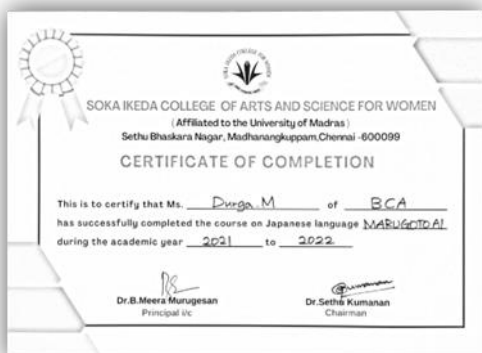 SOKA IKEDA COLLEGE OF ARTS AND SCIENCE FOR WOMEN
( Affiliated to the University of Madras )
Sethu Bhaskara Nagar, Madhanangkuppam,Chennai -600099
CERTIFICATE OF COMPLETION
This is to certify that Ms. Durga.M of BCA
has successfully completed the course on Japanese language MARUGOTO A1
during the academic year 2021 to 2022
Dr.B.Meera Murugesan
Principal i/c
Dr.Sethu Kumanan
Chairman